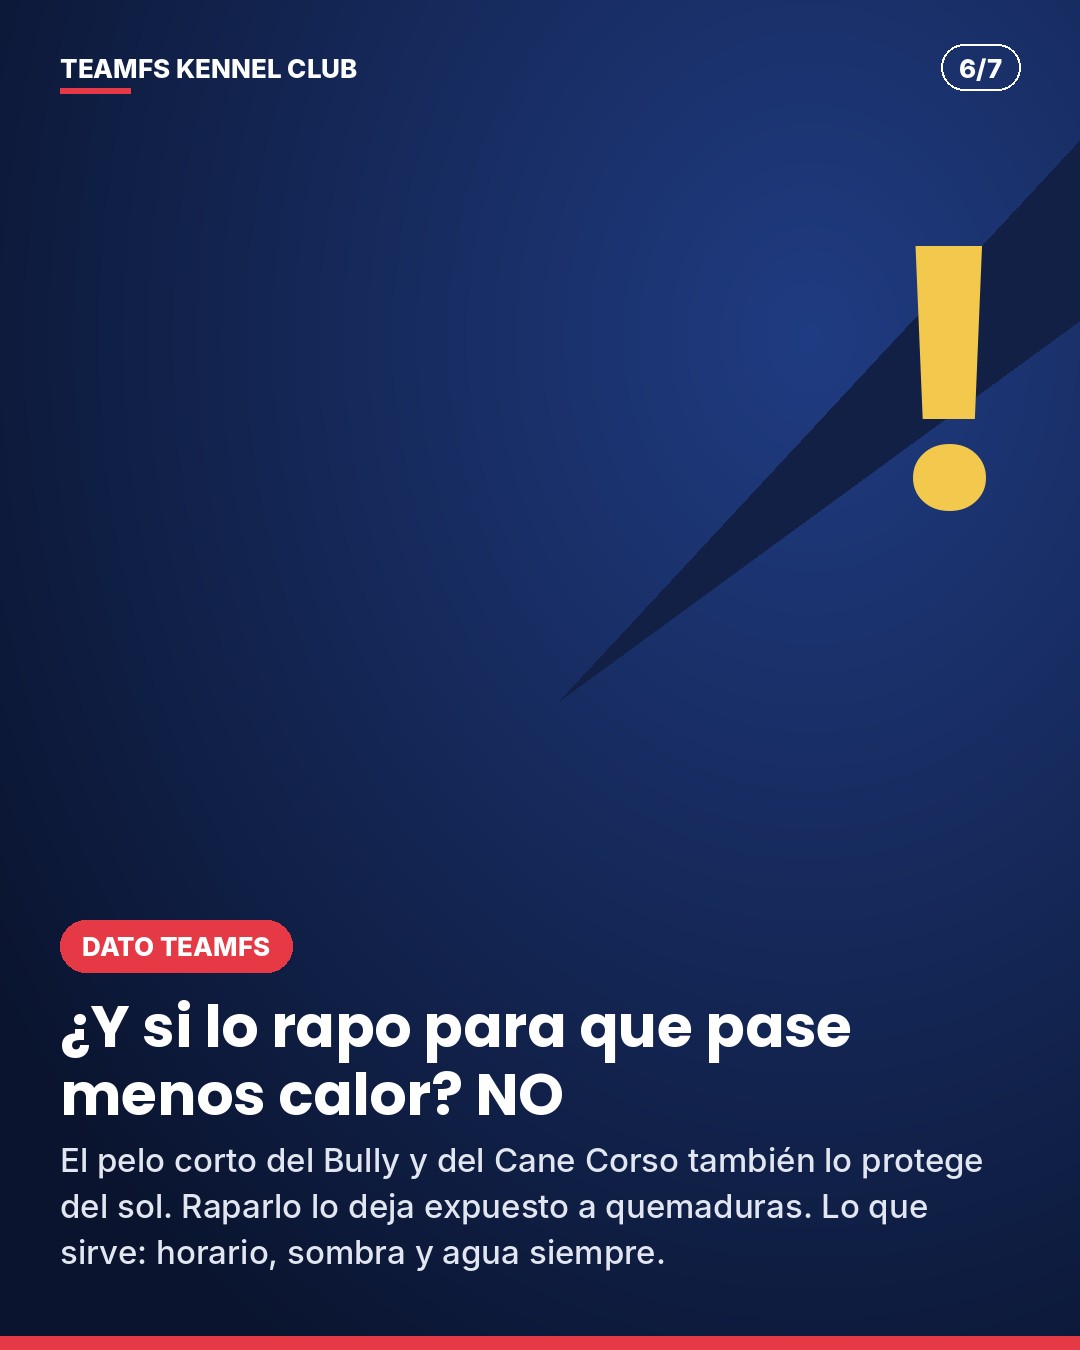 TEAMFS KENNEL CLUB
6/7
!
DATO TEAMFS
¿Y si lo rapo para que pase
menos calor? NO
El pelo corto del Bully y del Cane Corso también lo protege
del sol. Raparlo lo deja expuesto a quemaduras. Lo que
sirve: horario, sombra y agua siempre.